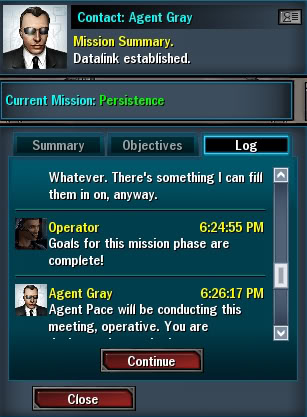 Contact: Agent Gray
Mission Summary.
Datalink established.
Current Mission: Persistence
Summary Objectives Log
Whatever. There's something I can fill
them in on, anyway.
Operator 6:24:55 PM
Goals for this mission phase are
complete!
Agent Gray 6:26:17 PM
Agent Pace will be conducting this
meeting, operative. You are
Continue
Close